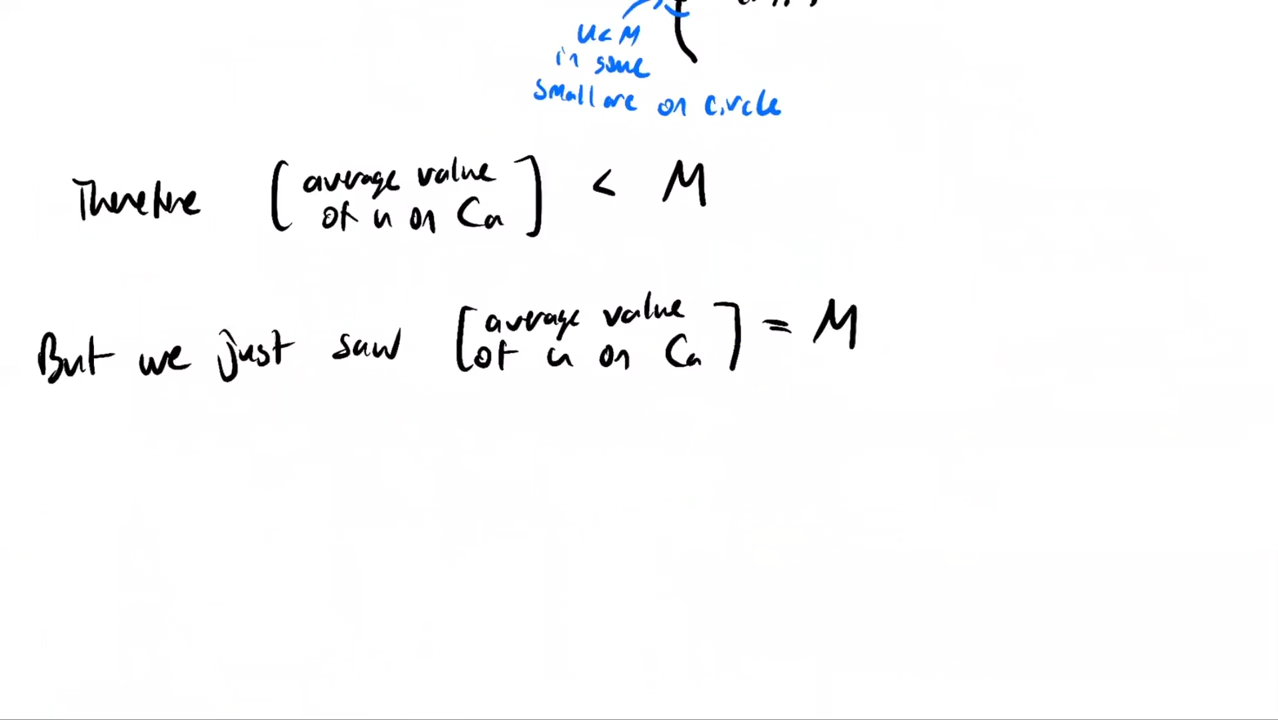 u < M
in some
small arc on circle
Therefore [average value of u on Ca] < M
But we just saw [average value of u on Ca] = M